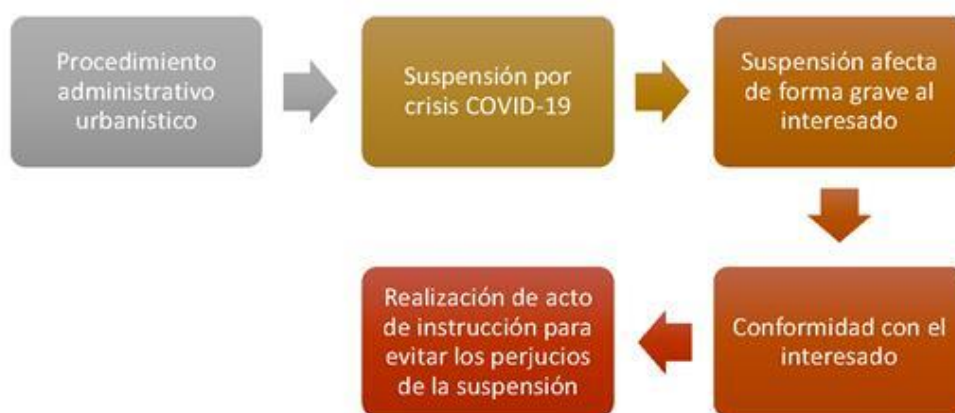 Procedimiento
administrativo
urbanístico
Suspensión por
crisis COVID-19
Suspensión afecta
de forma grave al
interesado
Conformidad con el
interesado
Realización de acto
de instrucción para
evitar los perjucios
de la suspensión